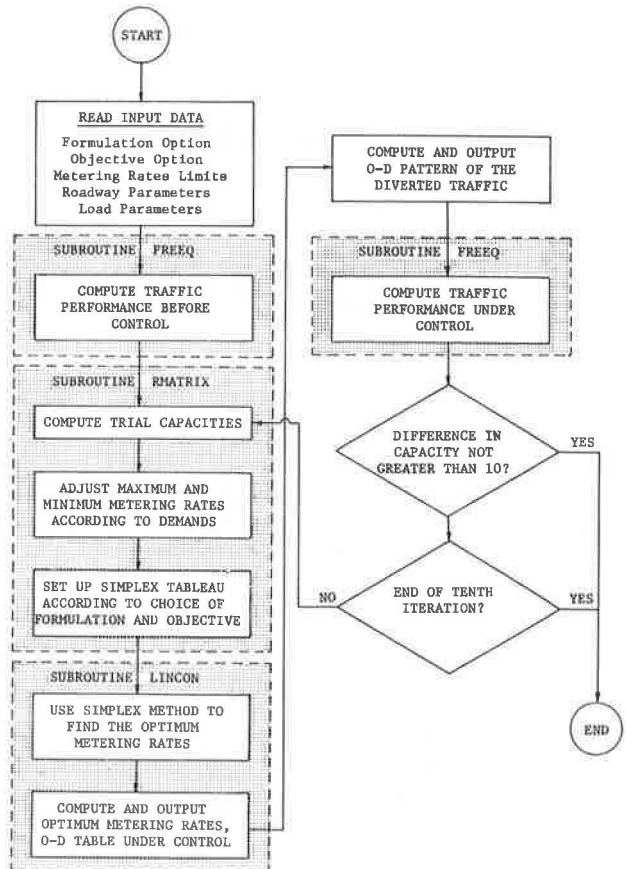 START
READ INPUT DATA
Formulation Option
Objective Option
Metering Rates Limits
Roadway Parameters
Load Parameters
SUBROUTINE FREEQ
COMPUTE TRAFFIC
PERFORMANCE BEFORE
CONTROL
SUBROUTINE RMATRIX
COMPUTE TRIAL CAPACITIES
ADJUST MAXIMUM AND
MINIMUM METERING RATES
ACCORDING TO DEMANDS
SET UP SIMPLEX TABLEAU
ACCORDING TO CHOICE OF
FORMULATION AND OBJECTIVE
SUBROUTINE LINCON
USE SIMPLEX METHOD TO
FIND THE OPTIMUM
METERING RATES
COMPUTE AND OUTPUT
OPTIMUM METERING RATES,
O-D TABLE UNDER CONTROL
COMPUTE AND OUTPUT
O-D PATTERN OF THE
DIVERTED TRAFFIC
SUBROUTINE FREEQ
COMPUTE TRAFFIC
PERFORMANCE UNDER
CONTROL
DIFFERENCE IN
CAPACITY NOT
GREATER THAN 10?
YES
END OF TENTH
ITERATION?
NO
YES
END